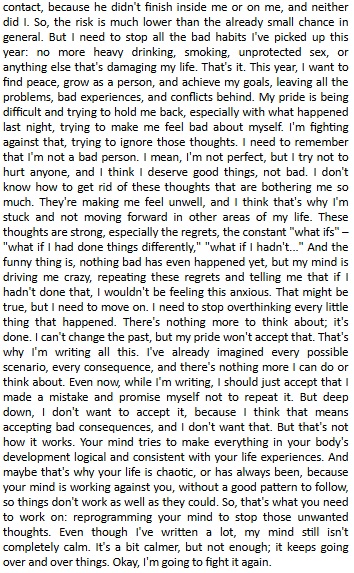 contact, because he didn't finish inside me or on me, and neither
did I. So, the risk is much lower than the already small chance in
general. But I need to stop all the bad habits I've picked up this
year: no more heavy drinking, smoking, unprotected sex, or
anything else that's damaging my life. That's it. This year, I want to
find peace, grow as a person, and achieve my goals, leaving all the
problems, bad experiences, and conflicts behind. My pride is being
difficult and trying to hold me back, especially with what happened
last night, trying to make me feel bad about myself. I'm fighting
against that, trying to ignore those thoughts. I need to remember
that I'm not a bad person. I mean, I'm not perfect, but I try not to
hurt anyone, and I think I deserve good things, not bad. I don't
know how to get rid of these thoughts that are bothering me so
much. They're making me feel unwell, and I think that's why I'm
stuck and not moving forward in other areas of my life. These
thoughts are strong, especially the regrets, the constant "what ifs" –
"what if I had done things differently," "what if I hadn't..." And the
funny thing is, nothing bad has even happened yet, but my mind is
driving me crazy, repeating these regrets and telling me that if I
hadn't done that, I wouldn't be feeling this anxious. That might be
true, but I need to move on. I need to stop overthinking every little
thing that happened. There's nothing more to think about; it's
done. I can't change the past, but my pride won't accept that. That's
why I'm writing all this. I've already imagined every possible
scenario, every consequence, and there's nothing more I can do or
think about. Even now, while I'm writing, I should just accept that I
made a mistake and promise myself not to repeat it. But deep
down, I don't want to accept it, because I think that means
accepting bad consequences, and I don't want that. But that's not
how it works. Your mind tries to make everything in your body's
development logical and consistent with your life experiences. And
maybe that's why your life is chaotic, or has always been, because
your mind is working against you, without a good pattern to follow,
so things don't work as well as they could. So, that's what you need
to work on: reprogramming your mind to stop those unwanted
thoughts. Even though I've written a lot, my mind still isn't
completely calm. It's a bit calmer, but not enough; it keeps going
over and over things. Okay, I'm going to fight it again.